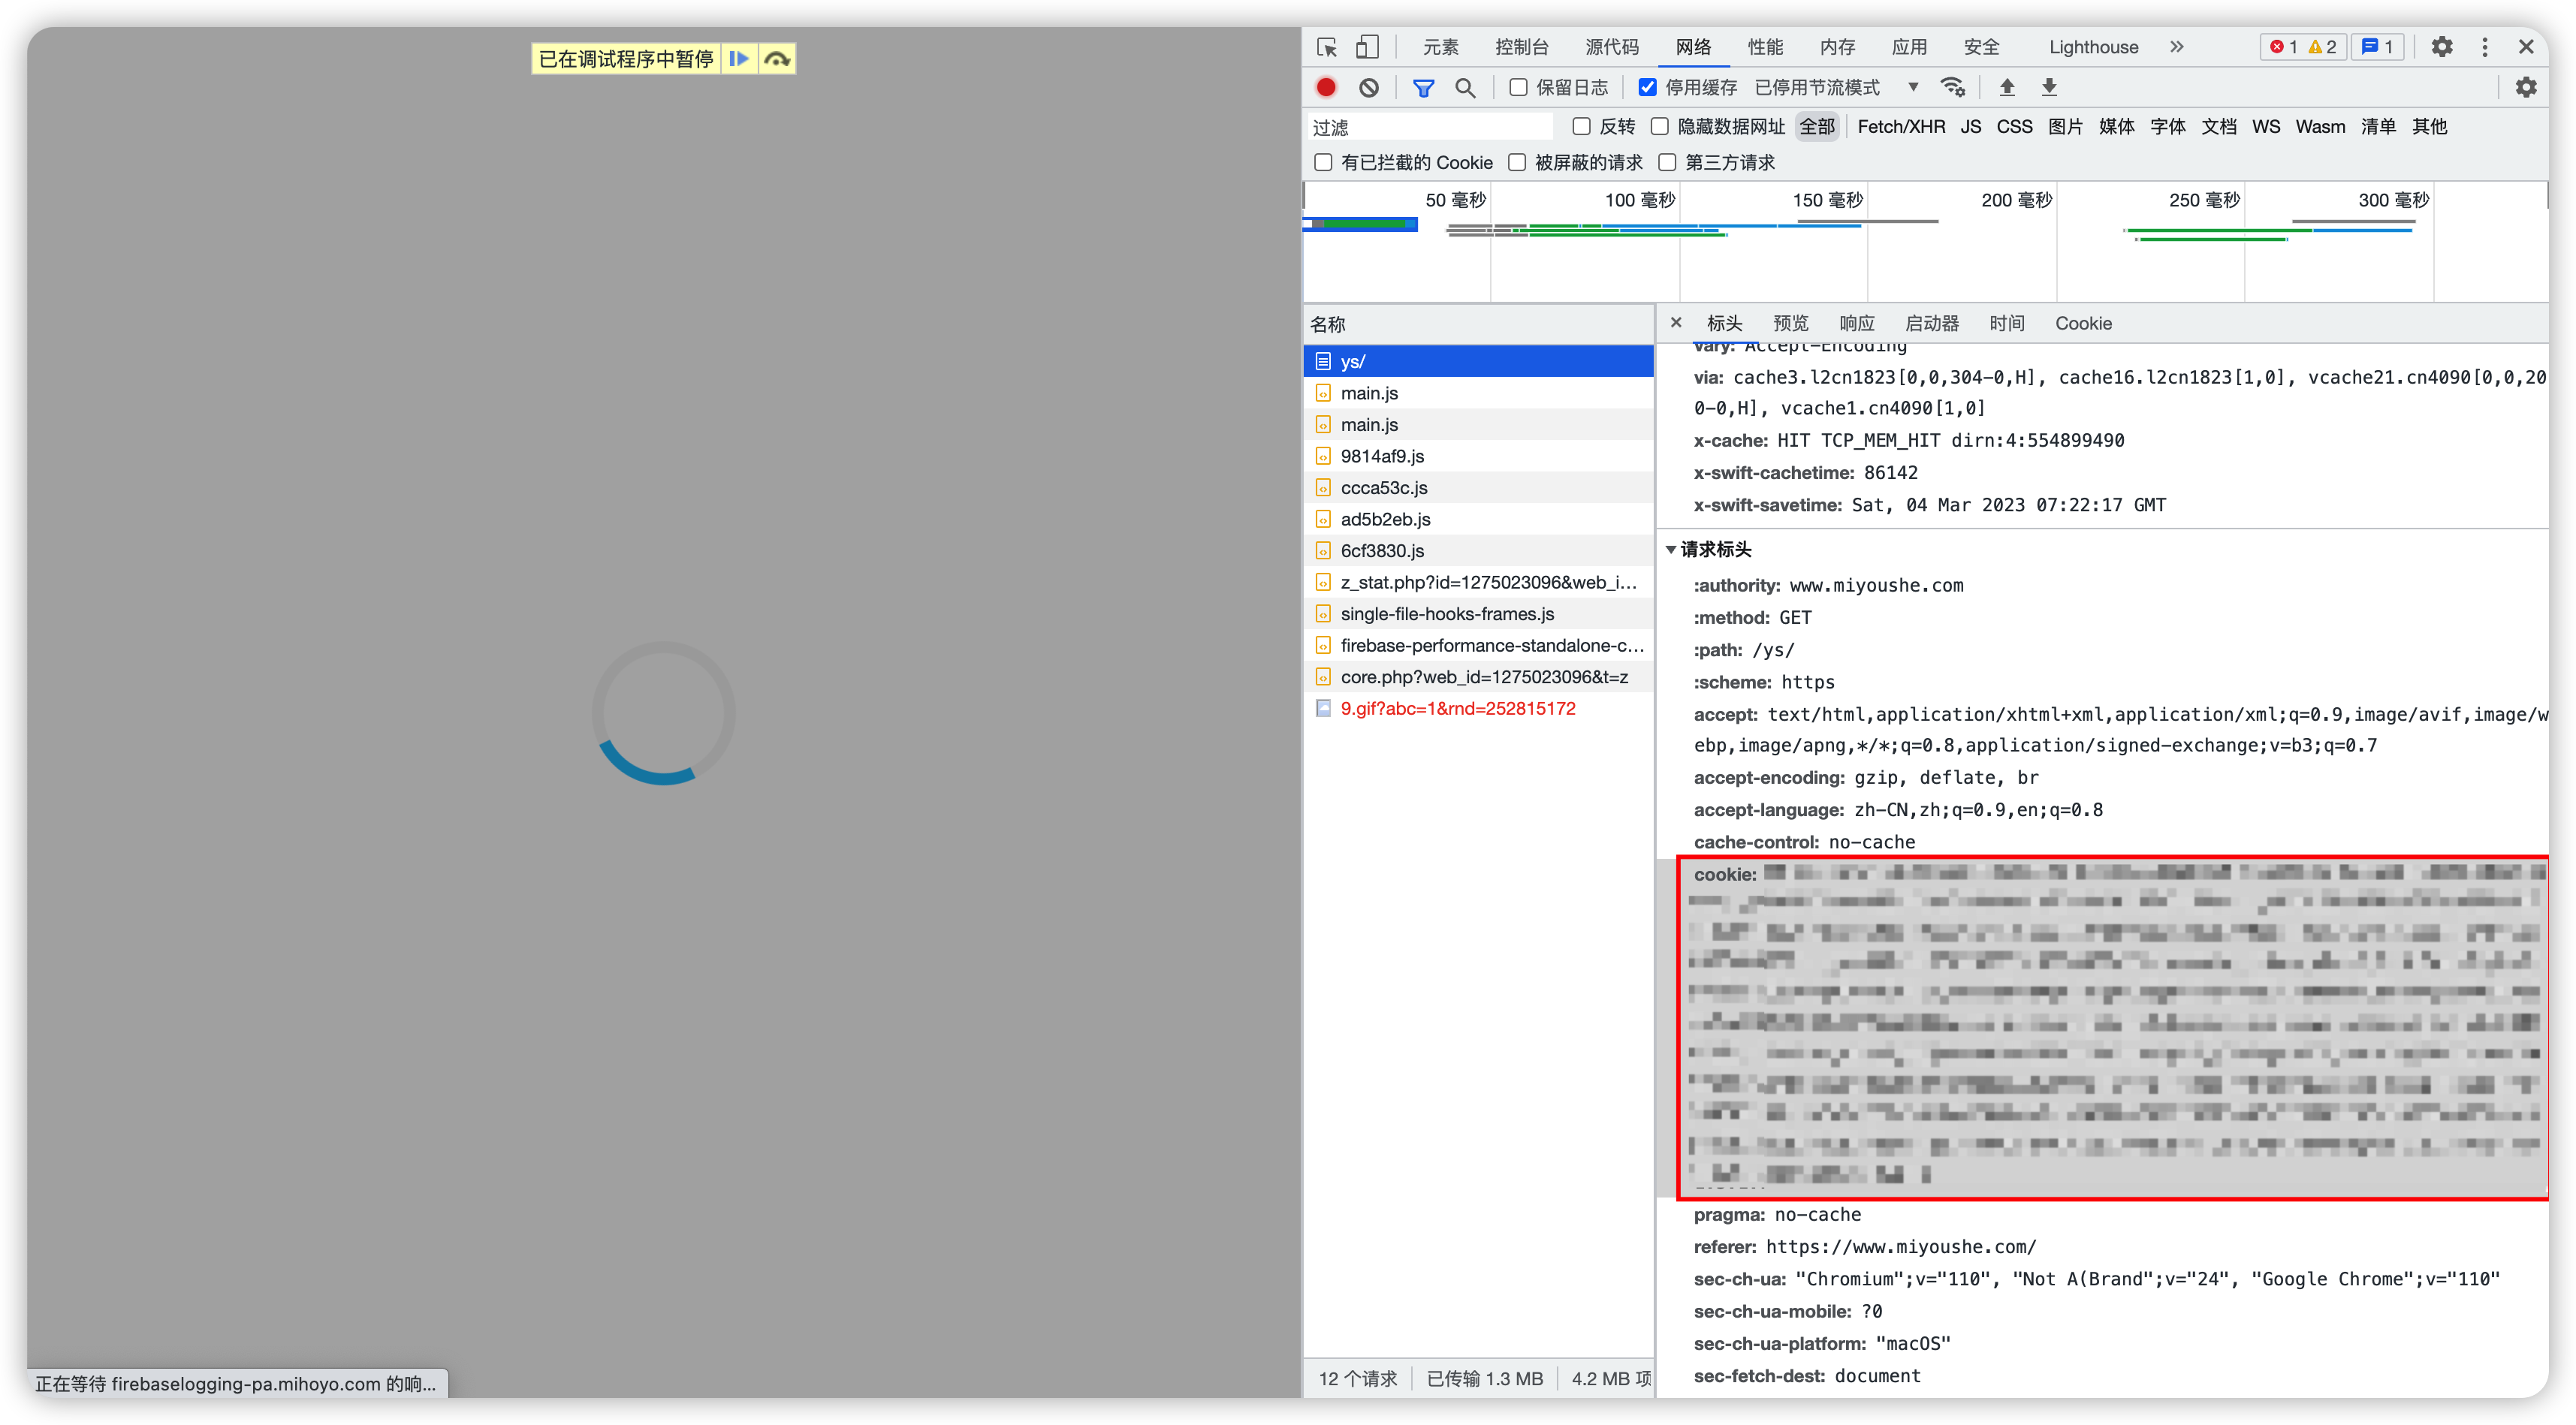 已在调试程序中暂停
元素 控制台 源代码 网络 性能 内存 应用 安全 Lighthouse 1 2 1
保留日志 停用缓存 已停用节流模式
过滤 反转 隐藏数据网址 全部 Fetch/XHR JS CSS 图片 媒体 字体 文档 WS Wasm 清单 其他
有已拦截的 Cookie 被屏蔽的请求 第三方请求
50 毫秒 100 毫秒 150 毫秒 200 毫秒 250 毫秒 300 毫秒
名称
ys/
main.js
main.js
9814af9.js
ccca53c.js
ad5b2eb.js
6cf3830.js
z_stat.php?id=1275023096&web_i...
single-file-hooks-frames.js
firebase-performance-standalone-c...
core.php?web_id=1275023096&t=z
9.gif?abc=1&rnd=252815172
标头 预览 响应 启动器 时间 Cookie
vary: Accept-Encoding
via: cache3.l2cn1823[0,0,304-0,H], cache16.l2cn1823[1,0], vcache21.cn4090[0,0,20
0-0,H], vcache1.cn4090[1,0]
x-cache: HIT TCP_MEM_HIT dirn:4:554899490
x-swift-cachetime: 86142
x-swift-savetime: Sat, 04 Mar 2023 07:22:17 GMT
请求标头
:authority: www.miyoushe.com
:method: GET
:path: /ys/
:scheme: https
accept: text/html,application/xhtml+xml,application/xml;q=0.9,image/avif,image/w
ebp,image/apng,*/*;q=0.8,application/signed-exchange;v=b3;q=0.7
accept-encoding: gzip, deflate, br
accept-language: zh-CN,zh;q=0.9,en;q=0.8
cache-control: no-cache
cookie:
pragma: no-cache
referer: https://www.miyoushe.com/
sec-ch-ua: "Chromium";v="110", "Not A(Brand";v="24", "Google Chrome";v="110"
sec-ch-ua-mobile: ?0
sec-ch-ua-platform: "macOS"
sec-fetch-dest: document
12 个请求 已传输 1.3 MB 4.2 MB 项
正在等待 firebaselogging-pa.mihoyo.com 的响...